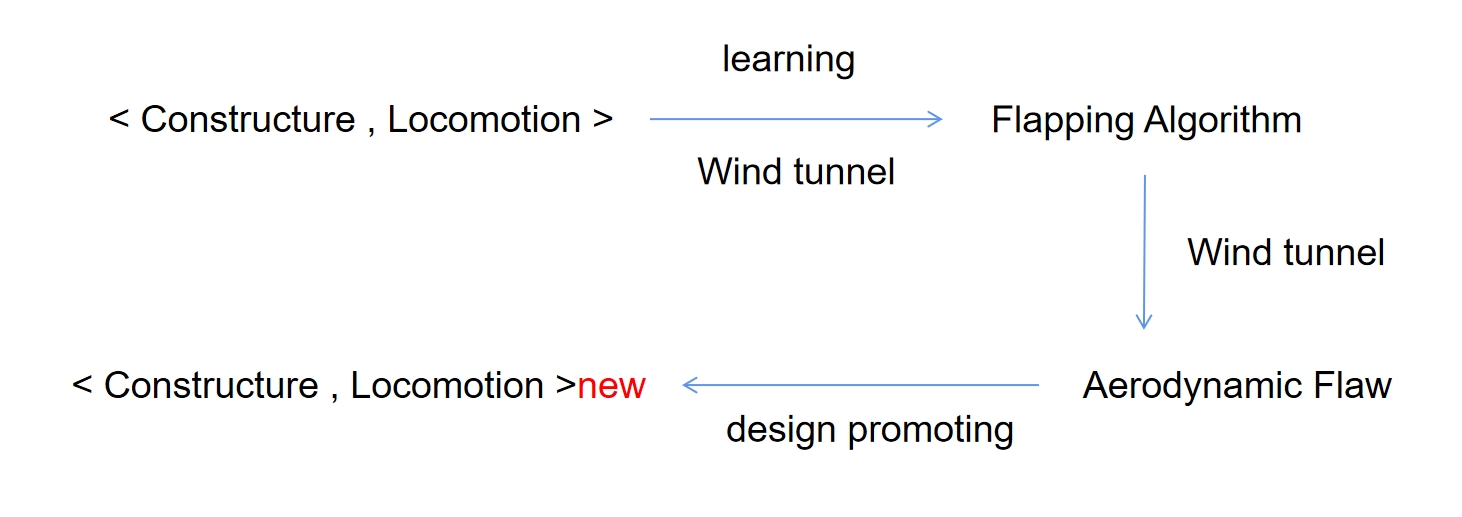 learning
< Constructure , Locomotion >
Flapping Algorithm
Wind tunnel
Wind tunnel
< Constructure , Locomotion >new
Aerodynamic Flaw
design promoting